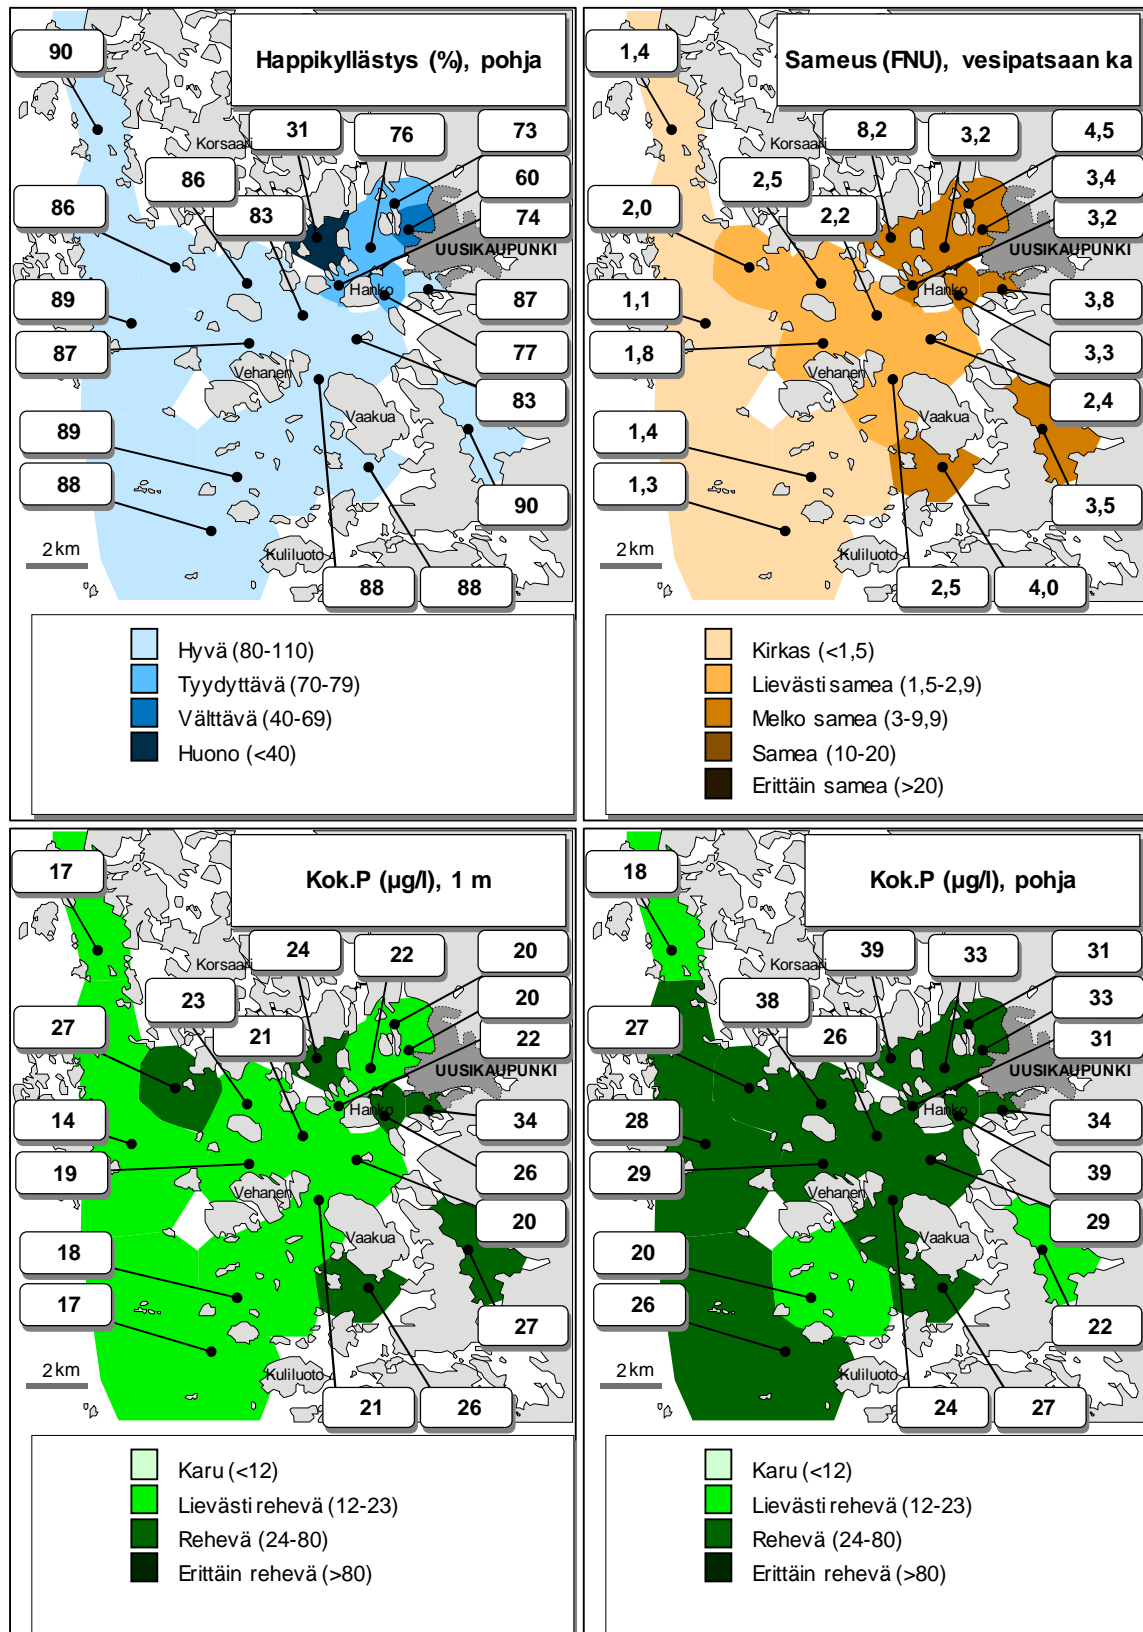 Happikyllästys (%), pohja
90
31
76
73
Korsaari
86
60
86
83
74
UUSIKAUPUNKI
Hanko
89
87
87
77
Vehanen
83
Vaakua
89
88
90
Kuliluoto
2 km
88
88
Hyvä (80-110)
Tyydyttävä (70-79)
Välttävä (40-69)
Huono (<40)
Sameus (FNU), vesipatsaan ka
1,4
8,2
3,2
4,5
Korsaari
2,5
3,4
2,0
2,2
3,2
UUSIKAUPUNKI
Hanko
1,1
3,8
1,8
3,3
Vehanen
2,4
Vaakua
1,4
1,3
3,5
Kuliluoto
2 km
2,5
4,0
Kirkas (<1,5)
Lievästi samea (1,5-2,9)
Melko samea (3-9,9)
Samea (10-20)
Erittäin samea (>20)
Kok.P (µg/l), 1 m
17
24
22
20
Korsaari
23
20
27
21
22
UUSIKAUPUNKI
Hanko
14
34
19
26
Vehanen
20
Vaakua
18
17
27
Kuliluoto
2 km
21
26
Karu (<12)
Lievästi rehevä (12-23)
Rehevä (24-80)
Erittäin rehevä (>80)
Kok.P (µg/l), pohja
18
39
33
31
Korsaari
38
33
27
26
31
UUSIKAUPUNKI
Hanko
28
34
29
39
Vehanen
29
Vaakua
20
26
22
Kuliluoto
2 km
24
27
Karu (<12)
Lievästi rehevä (12-23)
Rehevä (24-80)
Erittäin rehevä (>80)